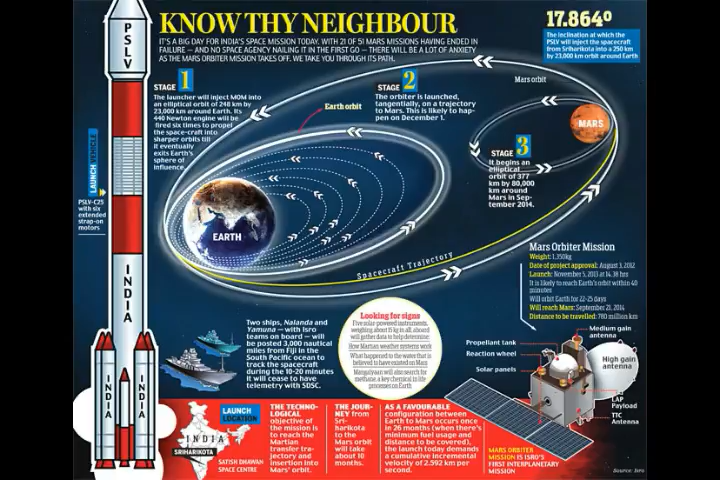 KNOW THY NEIGHBOUR
IT'S A BIG DAY FOR INDIA'S SPACE MISSION TODAY. WITH 21 OF 51 MARS MISSIONS HAVING ENDED IN
FAILURE — AND NO SPACE AGENCY NAILING IT IN THE FIRST GO — THERE WILL BE A LOT OF ANXIETY
AS THE MARS ORBITER MISSION TAKES OFF. WE TAKE YOU THROUGH ITS PATH.
17.864º
The inclination at which the
PSLV will inject the spacecraft
from Sriharikota into a 250 km
by 23,000 km orbit around Earth
PSLV
INDIA
INDIA
INDIA
LAUNCH VEHICLE
PSLV-C25
with six
extended
strap-on
motors
STAGE 1
The launcher will inject MOM into
an elliptical orbit of 248 km by
23,000 km around Earth. Its
440 Newton engine will be
fired six times to propel
the space-craft into
sharper orbits till
it eventually
exits Earth's
sphere of
influence.
Earth orbit
STAGE 2
The orbiter is launched,
tangentially, on a trajectory
to Mars. This is likely to hap-
pen on December 1.
Mars orbit
MARS
STAGE 3
It begins an
elliptical
orbit of 377
km by 80,000
km around
Mars in Sep-
tember 2014.
EARTH
Spacecraft Trajectory
Mars Orbiter Mission
Weight: 1,350kg
Date of project approval: August 3, 2012
Launch: November 5, 2013 at 14.38 hrs
It is likely to reach Earth's orbit within 40
minutes
Will orbit Earth for 22-25 days
Will reach Mars: September 21, 2014
Distance to be travelled: 780 million km
Two ships, Nalanda and
Yamuna — with Isro
teams on board — will
be posted 3,000 nautical
miles from Fiji in the
South Pacific ocean to
track the spacecraft
during the 10-20 minutes
it will cease to have
telemetry with SDSC.
Looking for signs
Five solar-powered instruments,
weighing about 15 kg in all, aboard
will gather data to help determine:
How Martian weather systems work
What happened to the water that is
believed to have existed on Mars
Mangalyaan will also search for
methane, a key chemical in life
processes on Earth
Medium gain
antenna
Propellant tank
Reaction wheel
Solar panels
High gain
antenna
LAP
Payload
TTC
Antenna
MARS ORBITER
MISSION IS ISRO'S
FIRST INTERPLANETARY
MISSION
LAUNCH
LOCATION
INDIA
SRIHARIKOTA
SATISH DHAWAN
SPACE CENTRE
THE TECHNO-
LOGICAL
objective of
the mission is
to reach the
Martian
transfer tra-
jectory and
insertion into
Mars' orbit.
THE JOUR-
NEY from
Sri-
harikota
to the
Mars orbit
will take
about 10
months.
AS A FAVOURABLE
configuration between
Earth to Mars occurs once
in 26 months (when there's
minimum fuel usage and
distance to be covered),
the launch today demands
a cumulative incremental
velocity of 2.592 km per
second.
Source: Isro